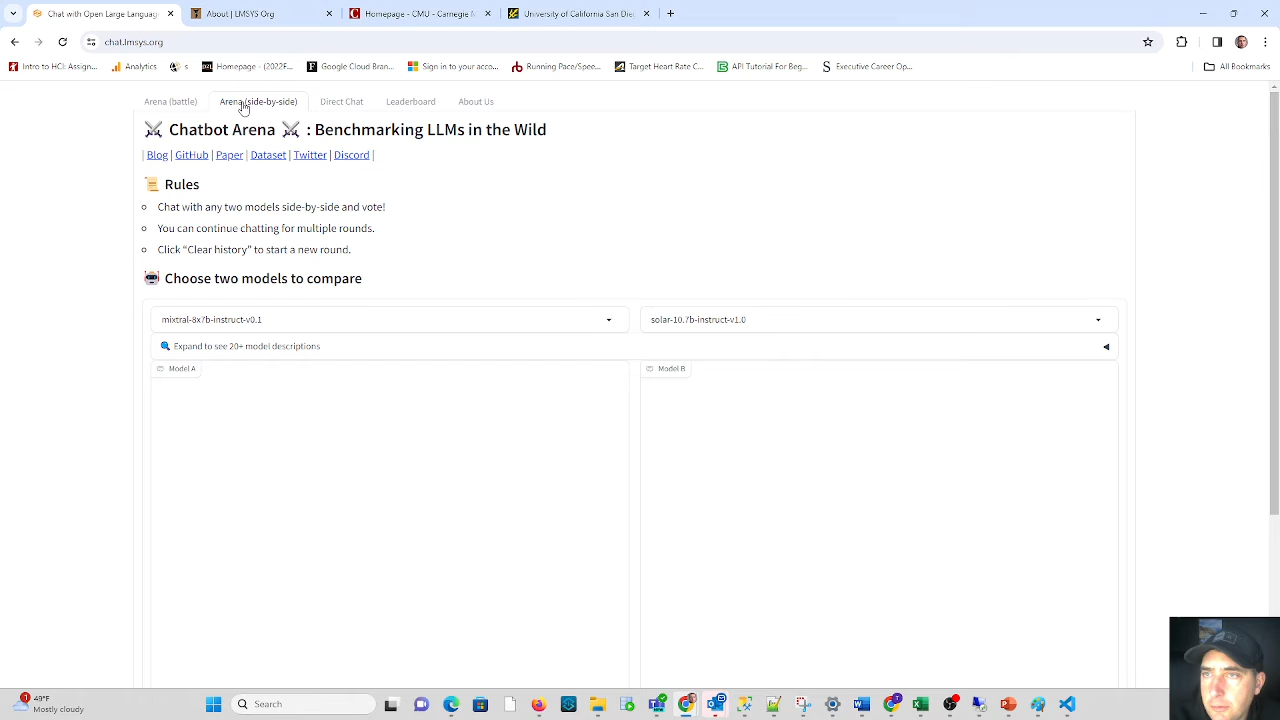 Chat with Open Large Langua
About | LMSYS Org
Homepage - CMU - Carnegie M
University of California San Die
chat.lmsys.org
Intro to HCI: Assign...
Analytics
s
Homepage - (2022F...
Google Cloud Bran...
Sign in to your acco...
Running Pace/Spee...
Target Heart Rate C...
API Tutorial For Beg...
Executive Career Op...
All Bookmarks
Arena (battle)
Arena (side-by-side)
Direct Chat
Leaderboard
About Us
⚔️ Chatbot Arena ⚔️ : Benchmarking LLMs in the Wild
| Blog | GitHub | Paper | Dataset | Twitter | Discord |
📜 Rules
Chat with any two models side-by-side and vote!
You can continue chatting for multiple rounds.
Click “Clear history” to start a new round.
🤖 Choose two models to compare
mixtral-8x7b-instruct-v0.1
solar-10.7b-instruct-v1.0
🔍 Expand to see 20+ model descriptions
Model A
Model B
1
49°F
Mostly cloudy
Search